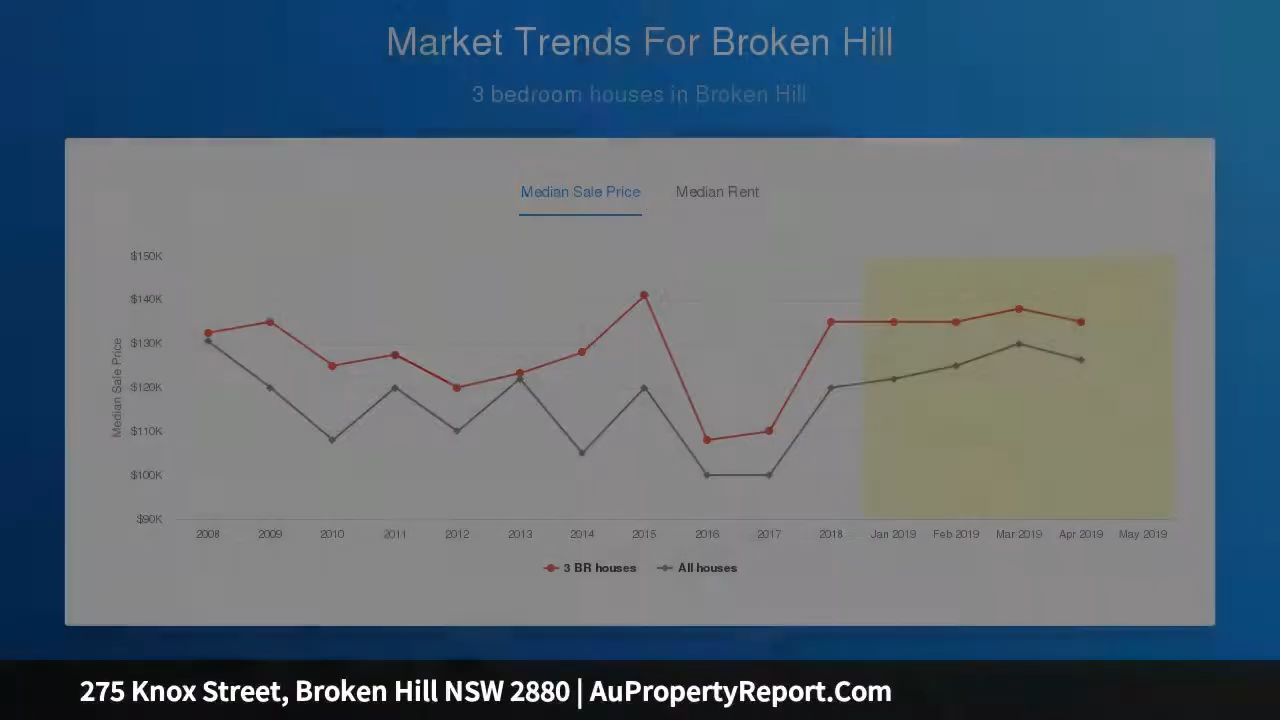 Market Trends For Broken Hill
3 bedroom houses in Broken Hill
Median Sale Price Median Rent
$150K
$140K
$130K
$120K
$110K
$100K
$90K
Median Sale Price
2008 2009 2010 2011 2012 2013 2014 2015 2016 2017 2018 Jan 2019 Feb 2019 Mar 2019 Apr 2019 May 2019
3 BR houses All houses
275 Knox Street, Broken Hill NSW 2880 | AuPropertyReport.Com